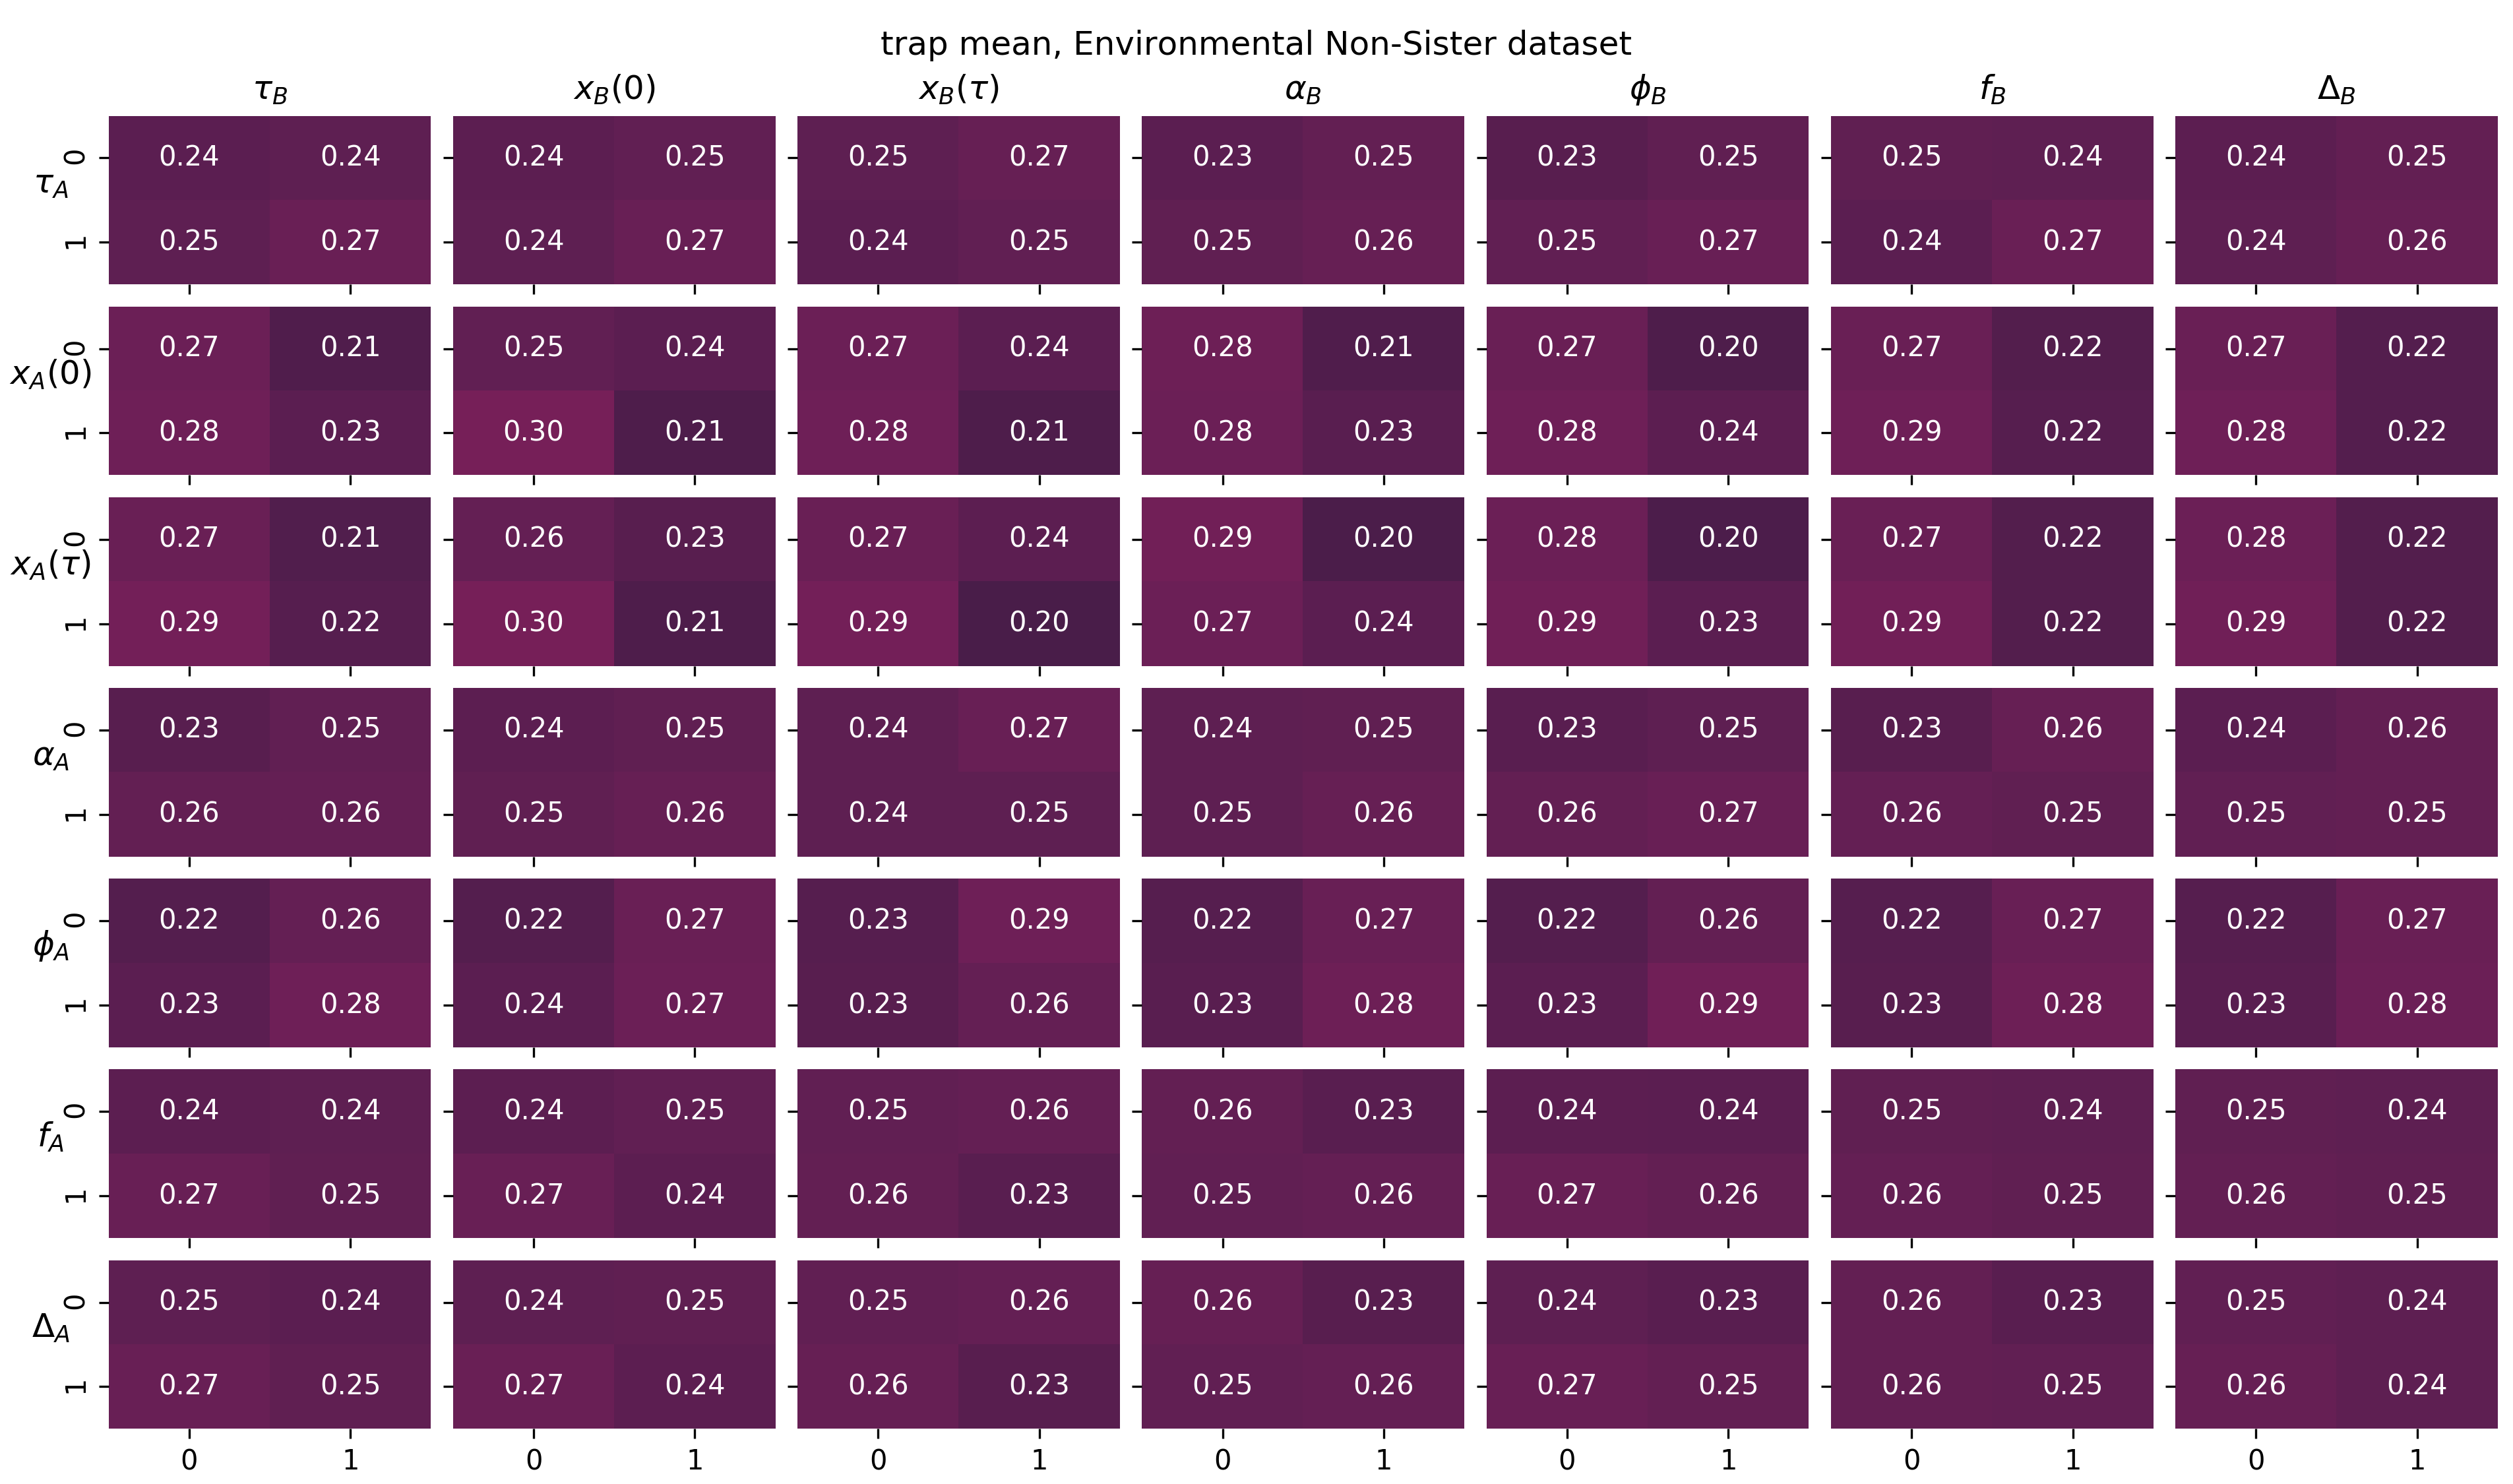 trap mean, Environmental Non-Sister dataset
τ_B x_B(0) x_B(τ) α_B ϕ_B f_B Δ_B
0 0.24 0.24 0.24 0.25 0.25 0.27 0.23 0.25 0.23 0.25 0.25 0.24 0.24 0.25
τ_A
1 0.25 0.27 0.24 0.27 0.24 0.25 0.25 0.26 0.25 0.27 0.24 0.27 0.24 0.26
0 0.27 0.21 0.25 0.24 0.27 0.24 0.28 0.21 0.27 0.20 0.27 0.22 0.27 0.22
x_A(0)
1 0.28 0.23 0.30 0.21 0.28 0.21 0.28 0.23 0.28 0.24 0.29 0.22 0.28 0.22
0 0.27 0.21 0.26 0.23 0.27 0.24 0.29 0.20 0.28 0.20 0.27 0.22 0.28 0.22
x_A(τ)
1 0.29 0.22 0.30 0.21 0.29 0.20 0.27 0.24 0.29 0.23 0.29 0.22 0.29 0.22
0 0.23 0.25 0.24 0.25 0.24 0.27 0.24 0.25 0.23 0.25 0.23 0.26 0.24 0.26
α_A
1 0.26 0.26 0.25 0.26 0.24 0.25 0.25 0.26 0.26 0.27 0.26 0.25 0.25 0.25
0 0.22 0.26 0.22 0.27 0.23 0.29 0.22 0.27 0.22 0.26 0.22 0.27 0.22 0.27
ϕ_A
1 0.23 0.28 0.24 0.27 0.23 0.26 0.23 0.28 0.23 0.29 0.23 0.28 0.23 0.28
0 0.24 0.24 0.24 0.25 0.25 0.26 0.26 0.23 0.24 0.24 0.25 0.24 0.25 0.24
f_A
1 0.27 0.25 0.27 0.24 0.26 0.23 0.25 0.26 0.27 0.26 0.26 0.25 0.26 0.25
0 0.25 0.24 0.24 0.25 0.25 0.26 0.26 0.23 0.24 0.23 0.26 0.23 0.25 0.24
Δ_A
1 0.27 0.25 0.27 0.24 0.26 0.23 0.25 0.26 0.27 0.25 0.26 0.25 0.26 0.24
0 1 0 1 0 1 0 1 0 1 0 1 0 1